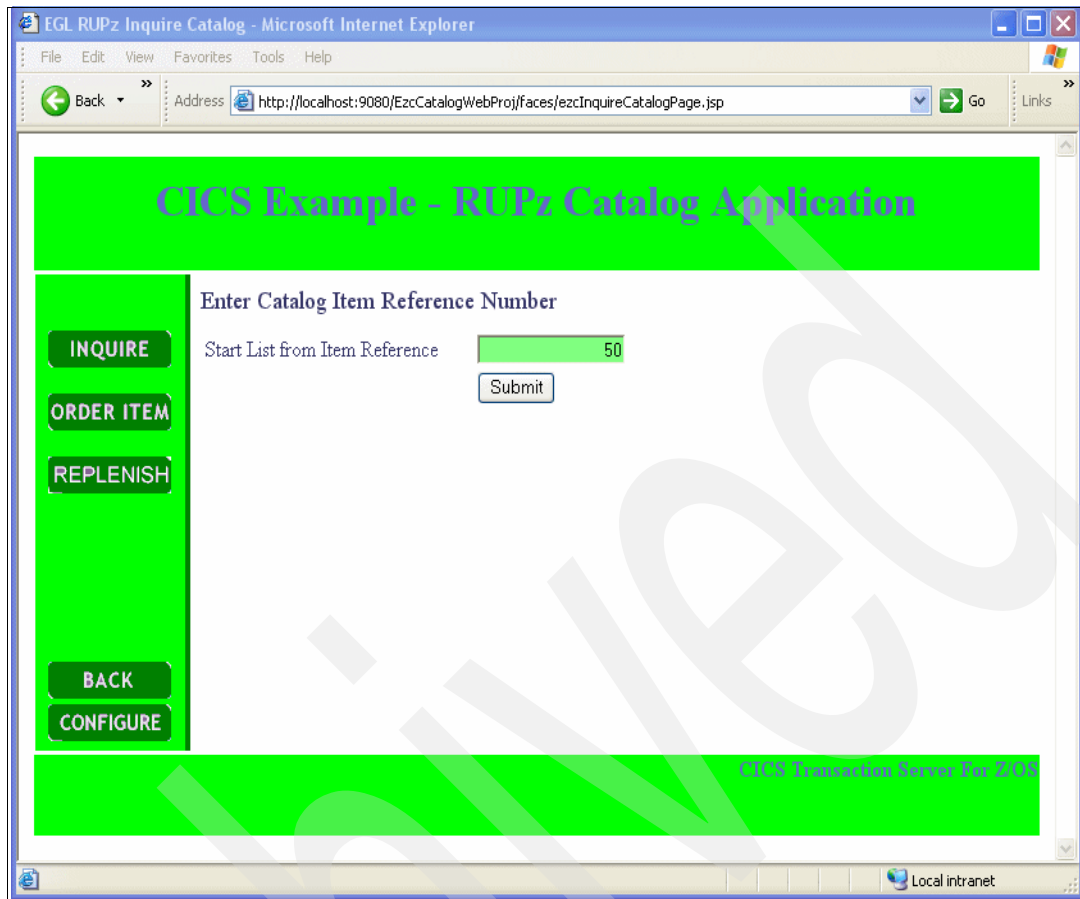 EGL RUPz Inquire Catalog - Microsoft Internet Explorer
File Edit View Favorites Tools Help
Back » Address http://localhost:9080/EzcCatalogWebProj/faces/ezcInquireCatalogPage.jsp Go Links »
CICS Example - RUPz Catalog Application
Enter Catalog Item Reference Number
INQUIRE
Start List from Item Reference 50
Submit
ORDER ITEM
REPLENISH
BACK
CONFIGURE
CICS Transaction Server For Z/OS
Local intranet
hived